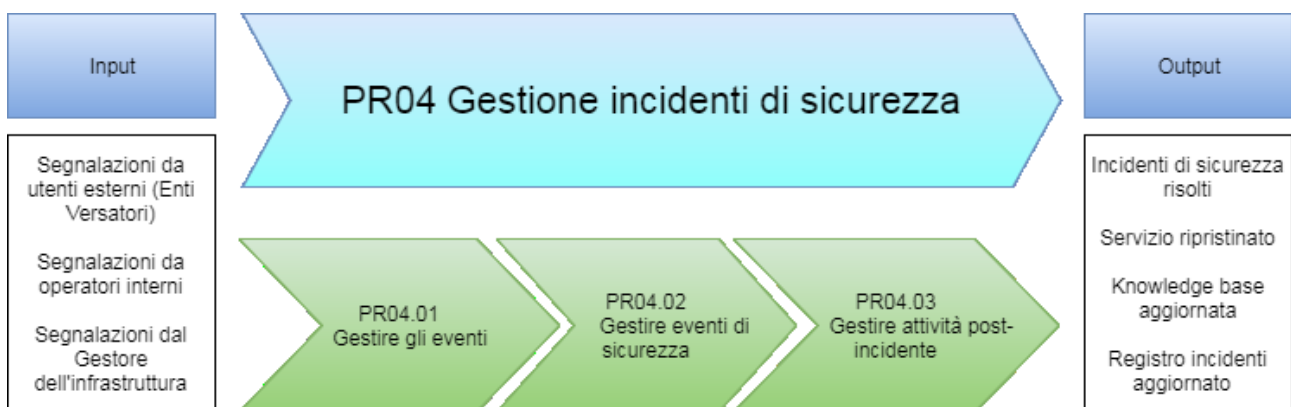 Input
PR04 Gestione incidenti di sicurezza
Output
Segnalazioni da
utenti esterni (Enti
Versatori)
Segnalazioni da
operatori interni
Segnalazioni dal
Gestore
dell'infrastruttura
PR04.01
Gestire gli eventi
PR04.02
Gestire eventi di
sicurezza
PR04.03
Gestire attività post-
incidente
Incidenti di sicurezza
risolti
Servizio ripristinato
Knowledge base
aggiornata
Registro incidenti
aggiornato